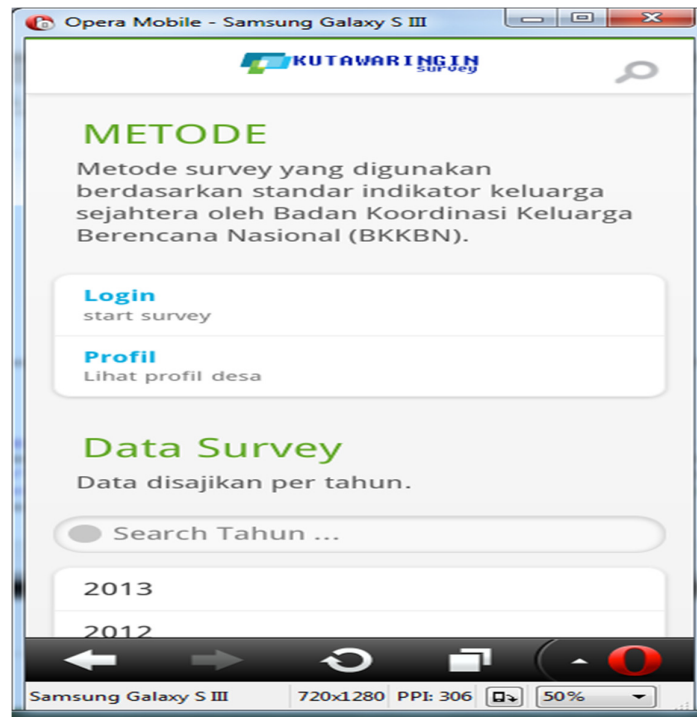 Opera Mobile - Samsung Galaxy S III
KUTAWARINGIN
survey
METODE
Metode survey yang digunakan
berdasarkan standar indikator keluarga
sejahtera oleh Badan Koordinasi Keluarga
Berencana Nasional (BKKBN).
Login
start survey
Profil
Lihat profil desa
Data Survey
Data disajikan per tahun.
Search Tahun ...
2013
2012
Samsung Galaxy S III 720x1280 PPI: 306 50%